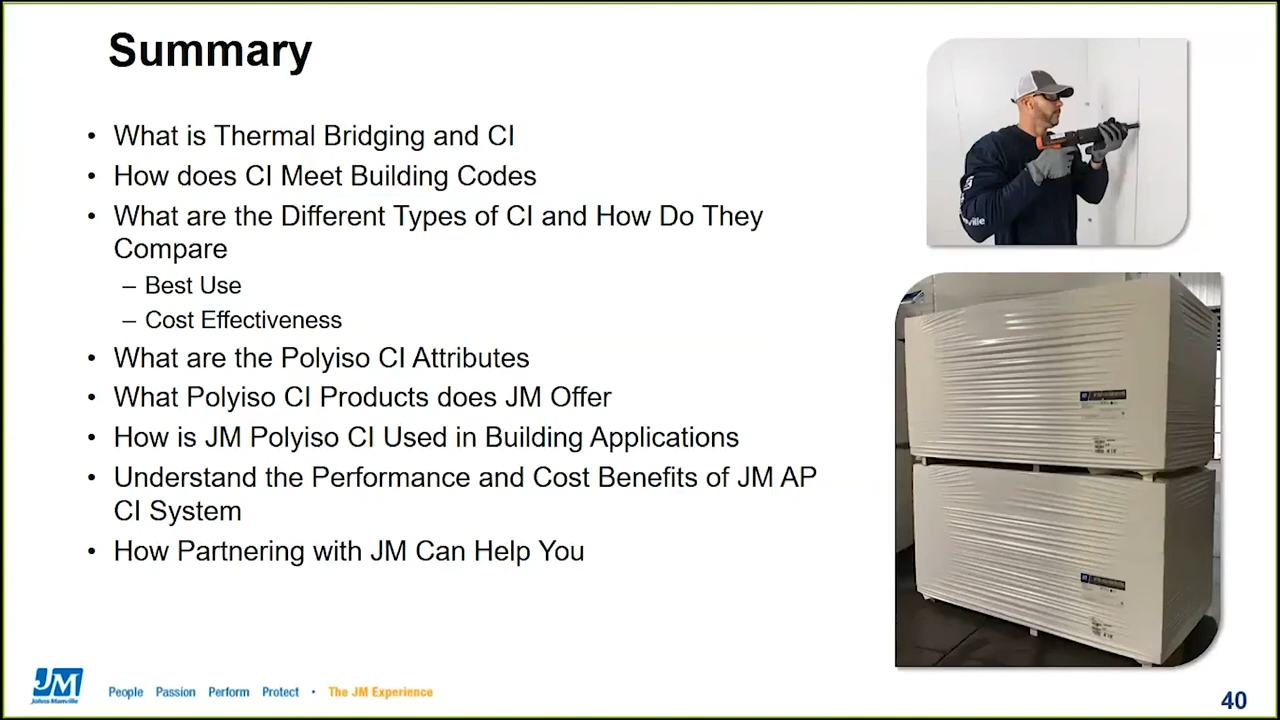 Summary
• What is Thermal Bridging and CI
• How does CI Meet Building Codes
• What are the Different Types of CI and How Do They
Compare
– Best Use
– Cost Effectiveness
• What are the Polyiso CI Attributes
• What Polyiso CI Products does JM Offer
• How is JM Polyiso CI Used in Building Applications
• Understand the Performance and Cost Benefits of JM AP
CI System
• How Partnering with JM Can Help You
JM
Johns Manville
People Passion Perform Protect • The JM Experience
40